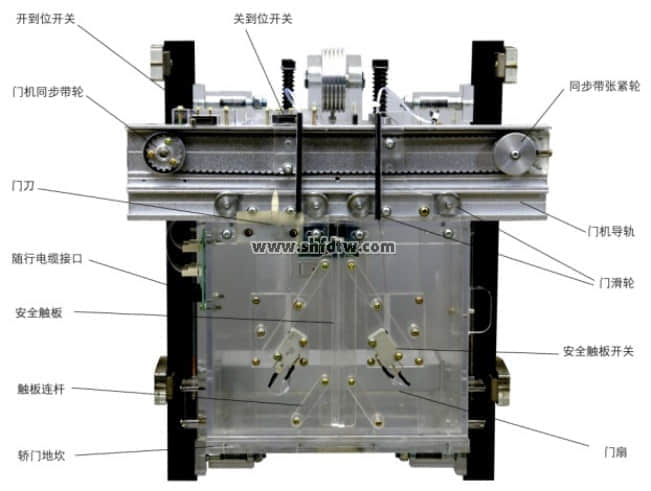 开到位开关
关到位开关
门机同步带轮
同步带张紧轮
门刀
门机导轨
www.shfdtw.com
随行电缆接口
门滑轮
安全触板
安全触板开关
触板连杆
轿门地坎
门扇